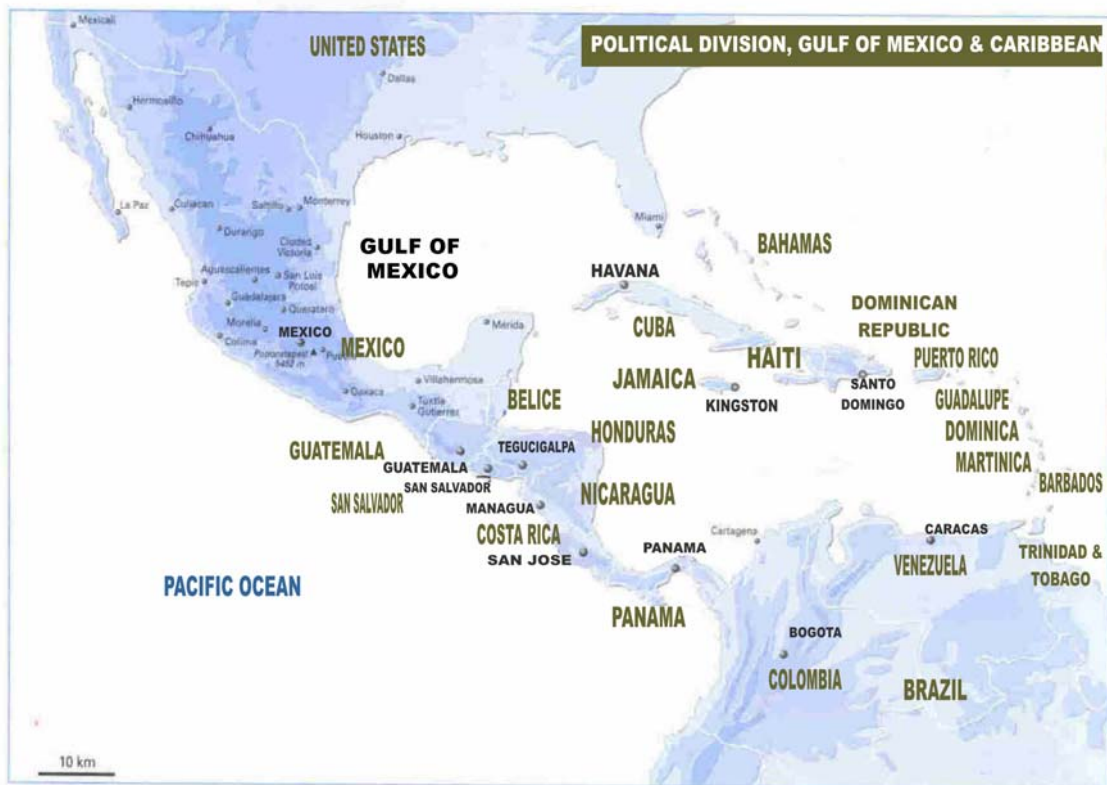 Mexicali
UNITED STATES
POLITICAL DIVISION, GULF OF MEXICO & CARIBBEAN
Dallas
Hermosillo
Chihuahua
Houston
La Paz
Culiacan
Saltillo
Monterrey
Miami
Durango
Ciudad
Victoria
GULF OF
MEXICO
BAHAMAS
Aguascalientes
San Luis
Potosi
HAVANA
Tepic
Guadalajara
Queretaro
DOMINICAN
REPUBLIC
Morelia
MEXICO
Mérida
CUBA
Colima
MEXICO
Popocatepetl
5452 m
Puebla
HAITI
PUERTO RICO
JAMAICA
Villahermosa
SANTO
DOMINGO
Oaxaca
Tuxtla
Gutierrez
BELICE
KINGSTON
GUADALUPE
DOMINICA
HONDURAS
GUATEMALA
TEGUCIGALPA
MARTINICA
GUATEMALA
SAN SALVADOR
BARBADOS
SAN SALVADOR
NICARAGUA
MANAGUA
COSTA RICA
Cartagena
CARACAS
SAN JOSE
PANAMA
VENEZUELA
TRINIDAD &
TOBAGO
PACIFIC OCEAN
PANAMA
BOGOTA
COLOMBIA
BRAZIL
10 km